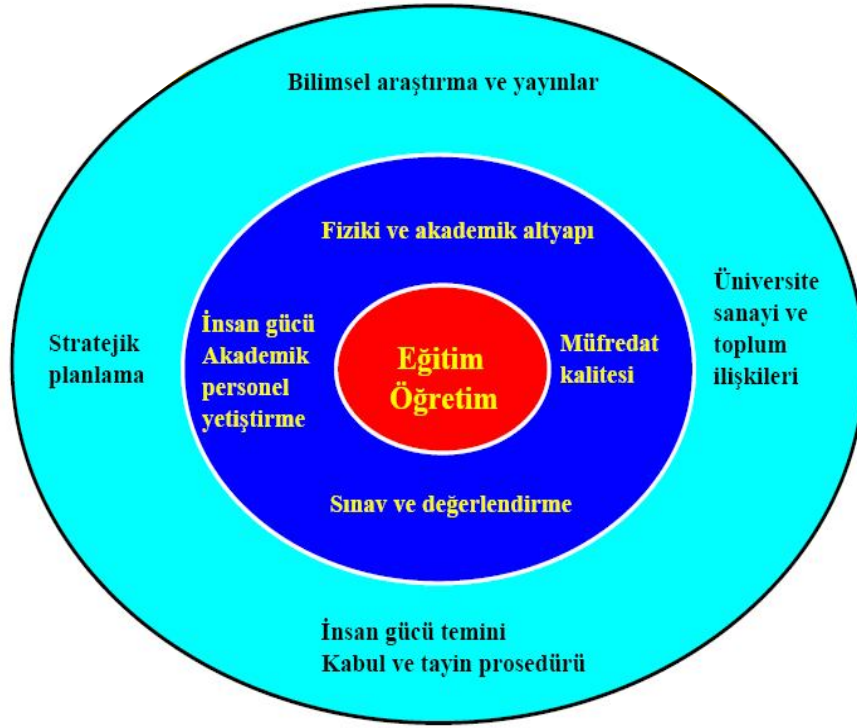 Bilimsel araştırma ve yayınlar
Fiziki ve akademik altyapı
Stratejik
planlama
İnsan gücü
Akademik
personel
yetiştirme
Eğitim
Öğretim
Müfredat
kalitesi
Üniversite
sanayi ve
toplum
ilişkileri
Sınav ve değerlendirme
İnsan gücü temini
Kabul ve tayin prosedürü